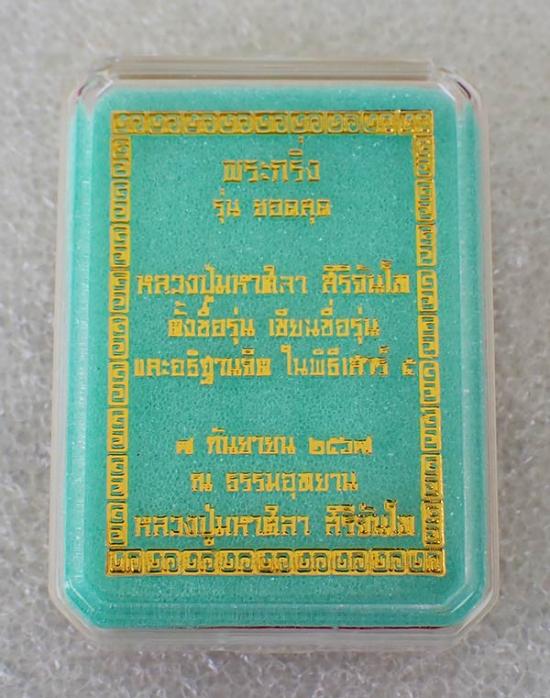 พระกริ่ง
รุ่น ยอดสุด
หลวงปู่มหาศิลา สิริจันโท
ตั้งชื่อรุ่น เขียนชื่อรุ่น
และอธิฐานจิต ในพิธีเสาร์ ๕
๗ กันยายน ๒๕๖๗
ณ ธรรมอุทยาน
หลวงปู่มหาศิลา สิริจันโท